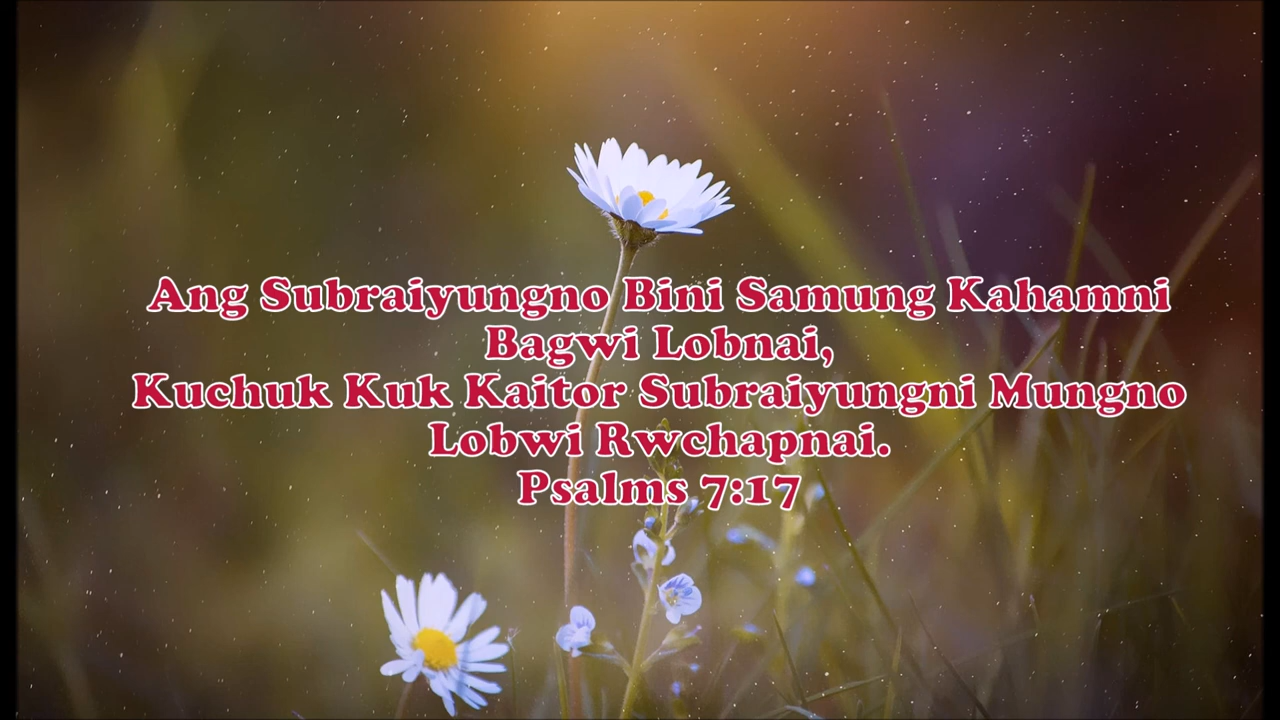 Ang Subraiyungno Bini Samung Kahamni
Bagwi Lobnai,
Kuchuk Kuk Kaitor Subraiyungni Mungno
Lobwi Rwchapnai.
Psalms 7:17